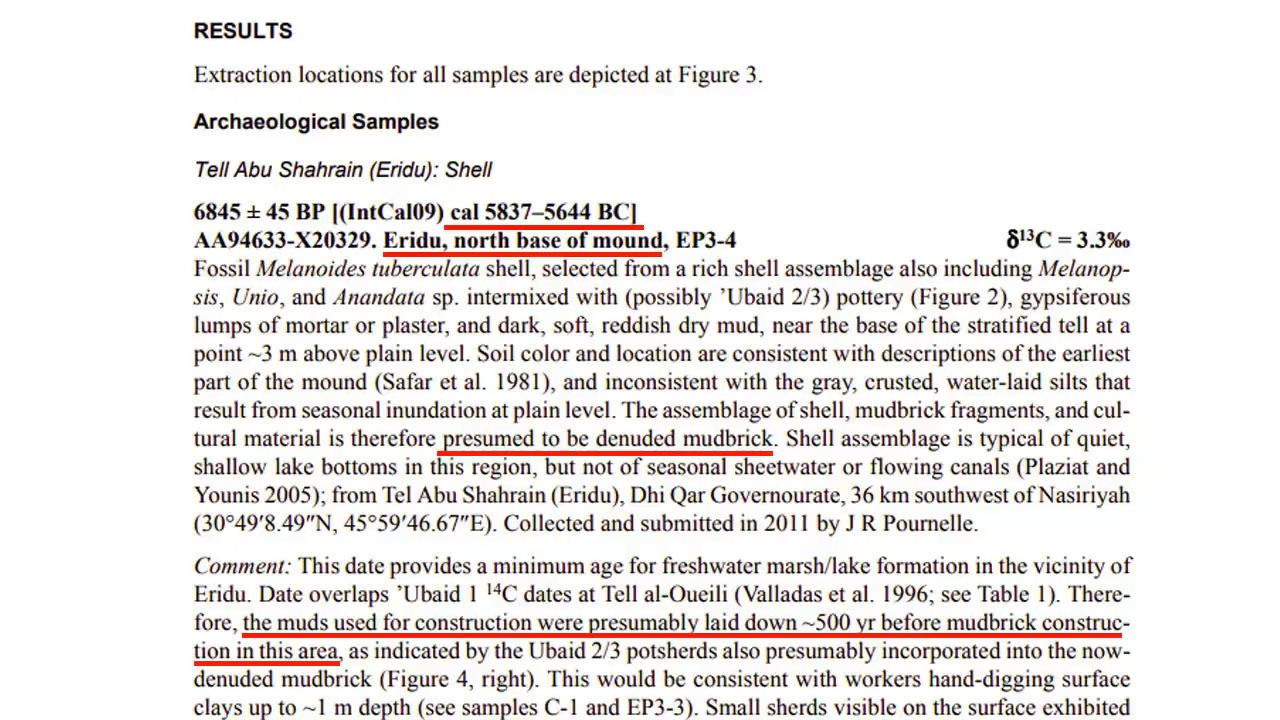 RESULTS
Extraction locations for all samples are depicted at Figure 3.
Archaeological Samples
Tell Abu Shahrain (Eridu): Shell
6845 ± 45 BP [(IntCal09) cal 5837–5644 BC]
AA94633-X20329. Eridu, north base of mound, EP3-4 δ¹³C = 3.3‰
Fossil Melanoides tuberculata shell, selected from a rich shell assemblage also including Melanop-
sis, Unio, and Anandata sp. intermixed with (possibly ’Ubaid 2/3) pottery (Figure 2), gypsiferous
lumps of mortar or plaster, and dark, soft, reddish dry mud, near the base of the stratified tell at a
point ~3 m above plain level. Soil color and location are consistent with descriptions of the earliest
part of the mound (Safar et al. 1981), and inconsistent with the gray, crusted, water-laid silts that
result from seasonal inundation at plain level. The assemblage of shell, mudbrick fragments, and cul-
tural material is therefore presumed to be denuded mudbrick. Shell assemblage is typical of quiet,
shallow lake bottoms in this region, but not of seasonal sheetwater or flowing canals (Plaziat and
Younis 2005); from Tel Abu Shahrain (Eridu), Dhi Qar Governourate, 36 km southwest of Nasiriyah
(30°49′8.49″N, 45°59′46.67″E). Collected and submitted in 2011 by J R Pournelle.
Comment: This date provides a minimum age for freshwater marsh/lake formation in the vicinity of
Eridu. Date overlaps ’Ubaid 1 ¹⁴C dates at Tell al-Oueili (Valladas et al. 1996; see Table 1). There-
fore, the muds used for construction were presumably laid down ~500 yr before mudbrick construc-
tion in this area, as indicated by the Ubaid 2/3 potsherds also presumably incorporated into the now-
denuded mudbrick (Figure 4, right). This would be consistent with workers hand-digging surface
clays up to ~1 m depth (see samples C-1 and EP3-3). Small sherds visible on the surface exhibited